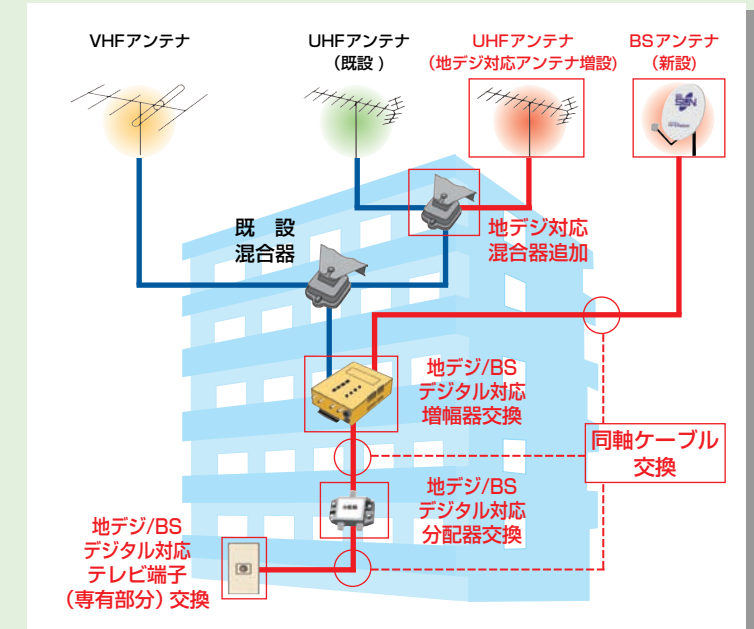 VHFアンテナ
UHFアンテナ
（既設 ）
UHFアンテナ
（地デジ対応アンテナ増設）
BSアンテナ
（新設）
既　設
混合器
地デジ対応
混合器追加
地デジ/BS
デジタル対応
増幅器交換
同軸ケーブル
交換
地デジ/BS
デジタル対応
分配器交換
地デジ/BS
デジタル対応
テレビ端子
（専有部分）交換